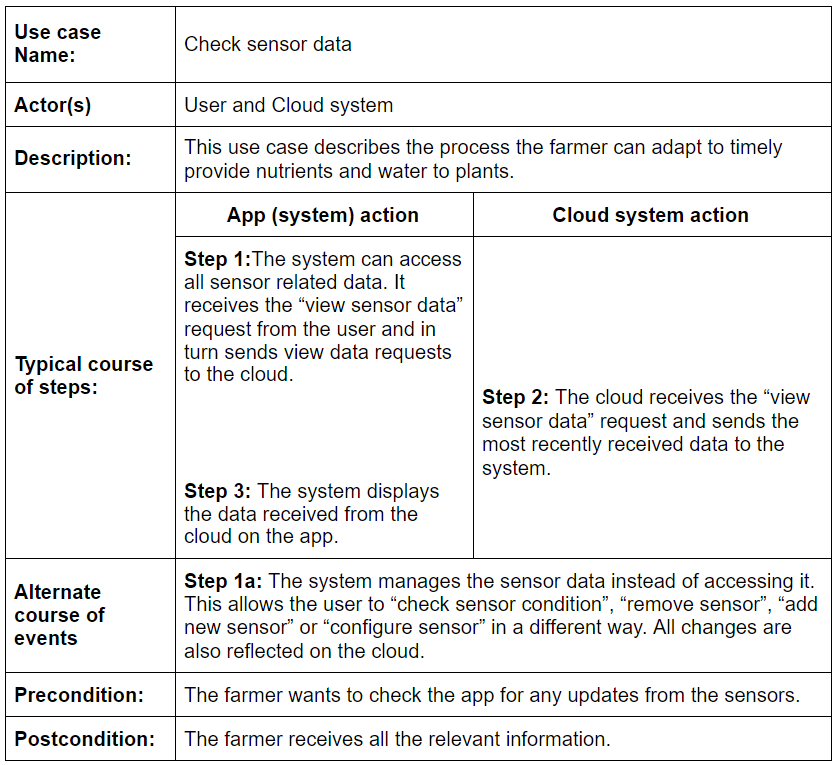 Use case
Name:
Check sensor data
Actor(s)
User and Cloud system
Description:
This use case describes the process the farmer can adapt to timely
provide nutrients and water to plants.
Typical course
of steps:
App (system) action
Cloud system action
Step 1:The system can access
all sensor related data. It
receives the “view sensor data”
request from the user and in
turn sends view data requests
to the cloud.
Step 2: The cloud receives the “view
sensor data” request and sends the
most recently received data to the
system.
Step 3: The system displays
the data received from the
cloud on the app.
Alternate
course of
events
Step 1a: The system manages the sensor data instead of accessing it.
This allows the user to “check sensor condition”, “remove sensor”, “add
new sensor” or “configure sensor” in a different way. All changes are
also reflected on the cloud.
Precondition:
The farmer wants to check the app for any updates from the sensors.
Postcondition:
The farmer receives all the relevant information.